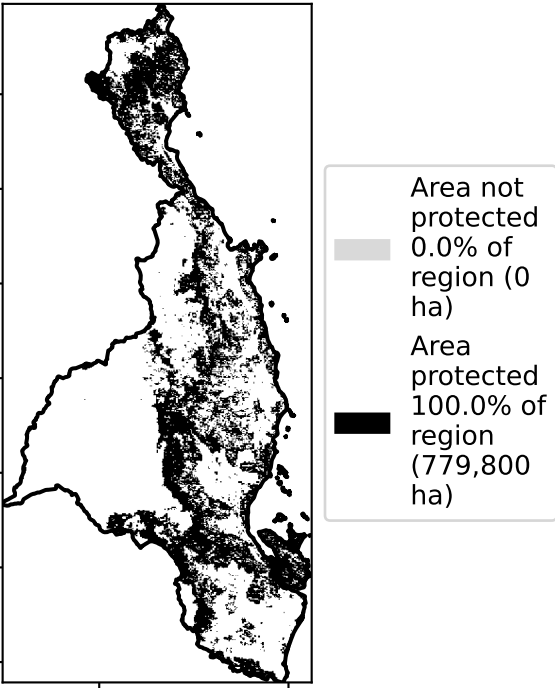 Area not
protected
0.0% of
region (0
ha)
Area
protected
100.0% of
region
(779,800
ha)